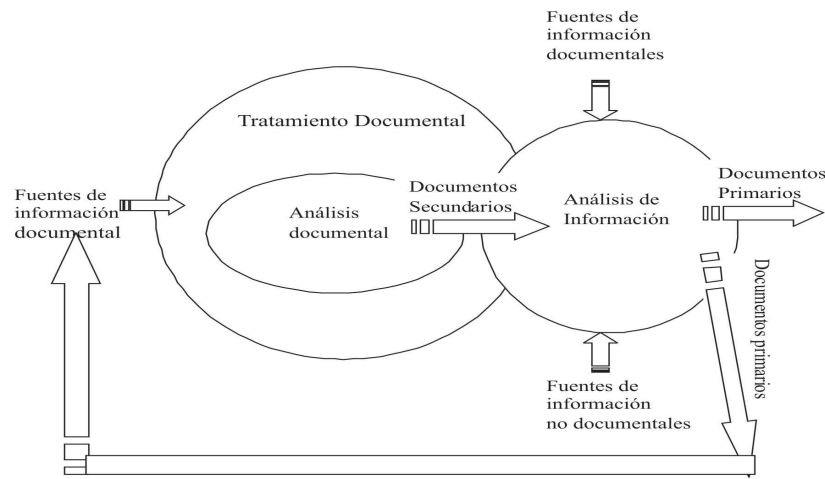 Fuentes de
información
documentales
Tratamiento Documental
Fuentes de
información
documental
Análisis
documental
Documentos
Secundarios
Análisis de
Información
Documentos
Primarios
Documentos primarios
Fuentes de
información
no documentales